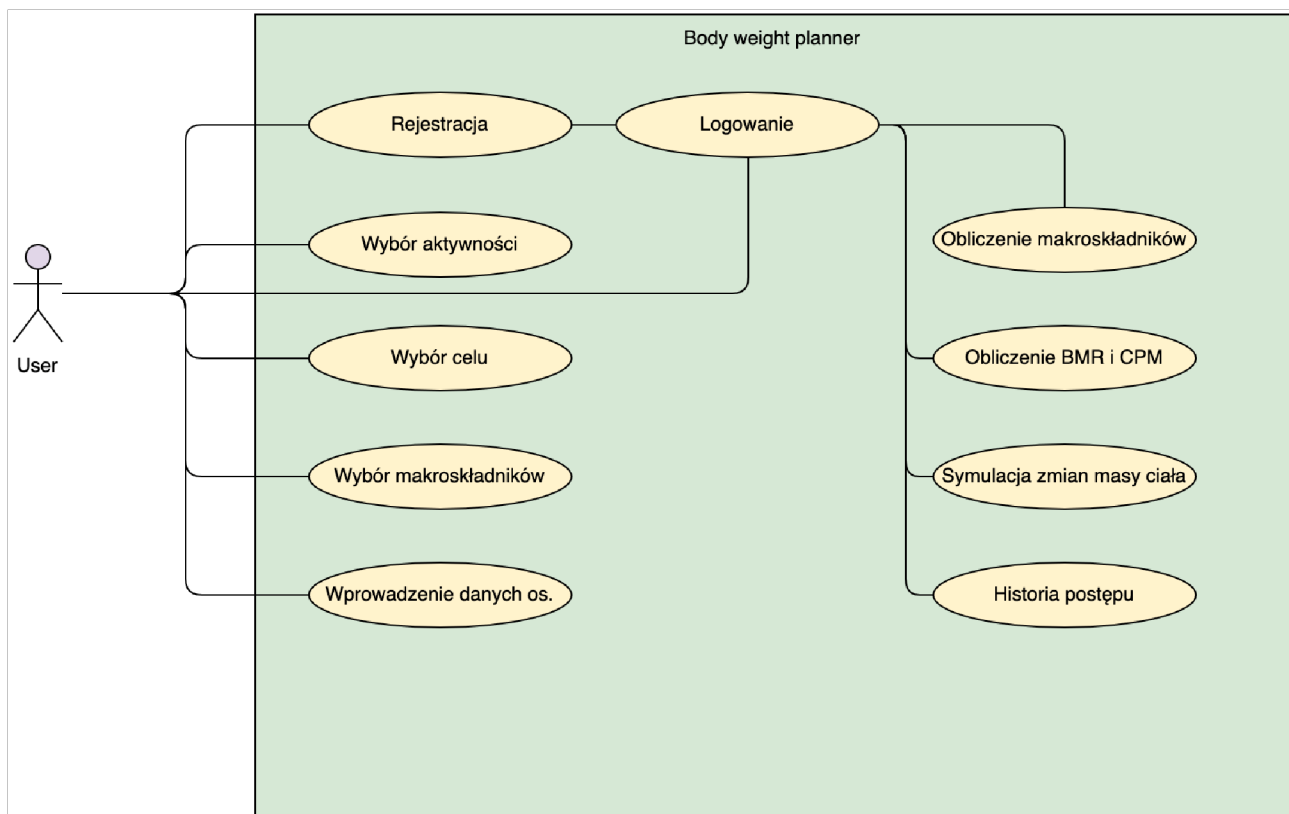 Body weight planner
Rejestracja
Logowanie
Wybór aktywności
Obliczenie makroskładników
User
Wybór celu
Obliczenie BMR i CPM
Wybór makroskładników
Symulacja zmian masy ciała
Wprowadzenie danych os.
Historia postępu